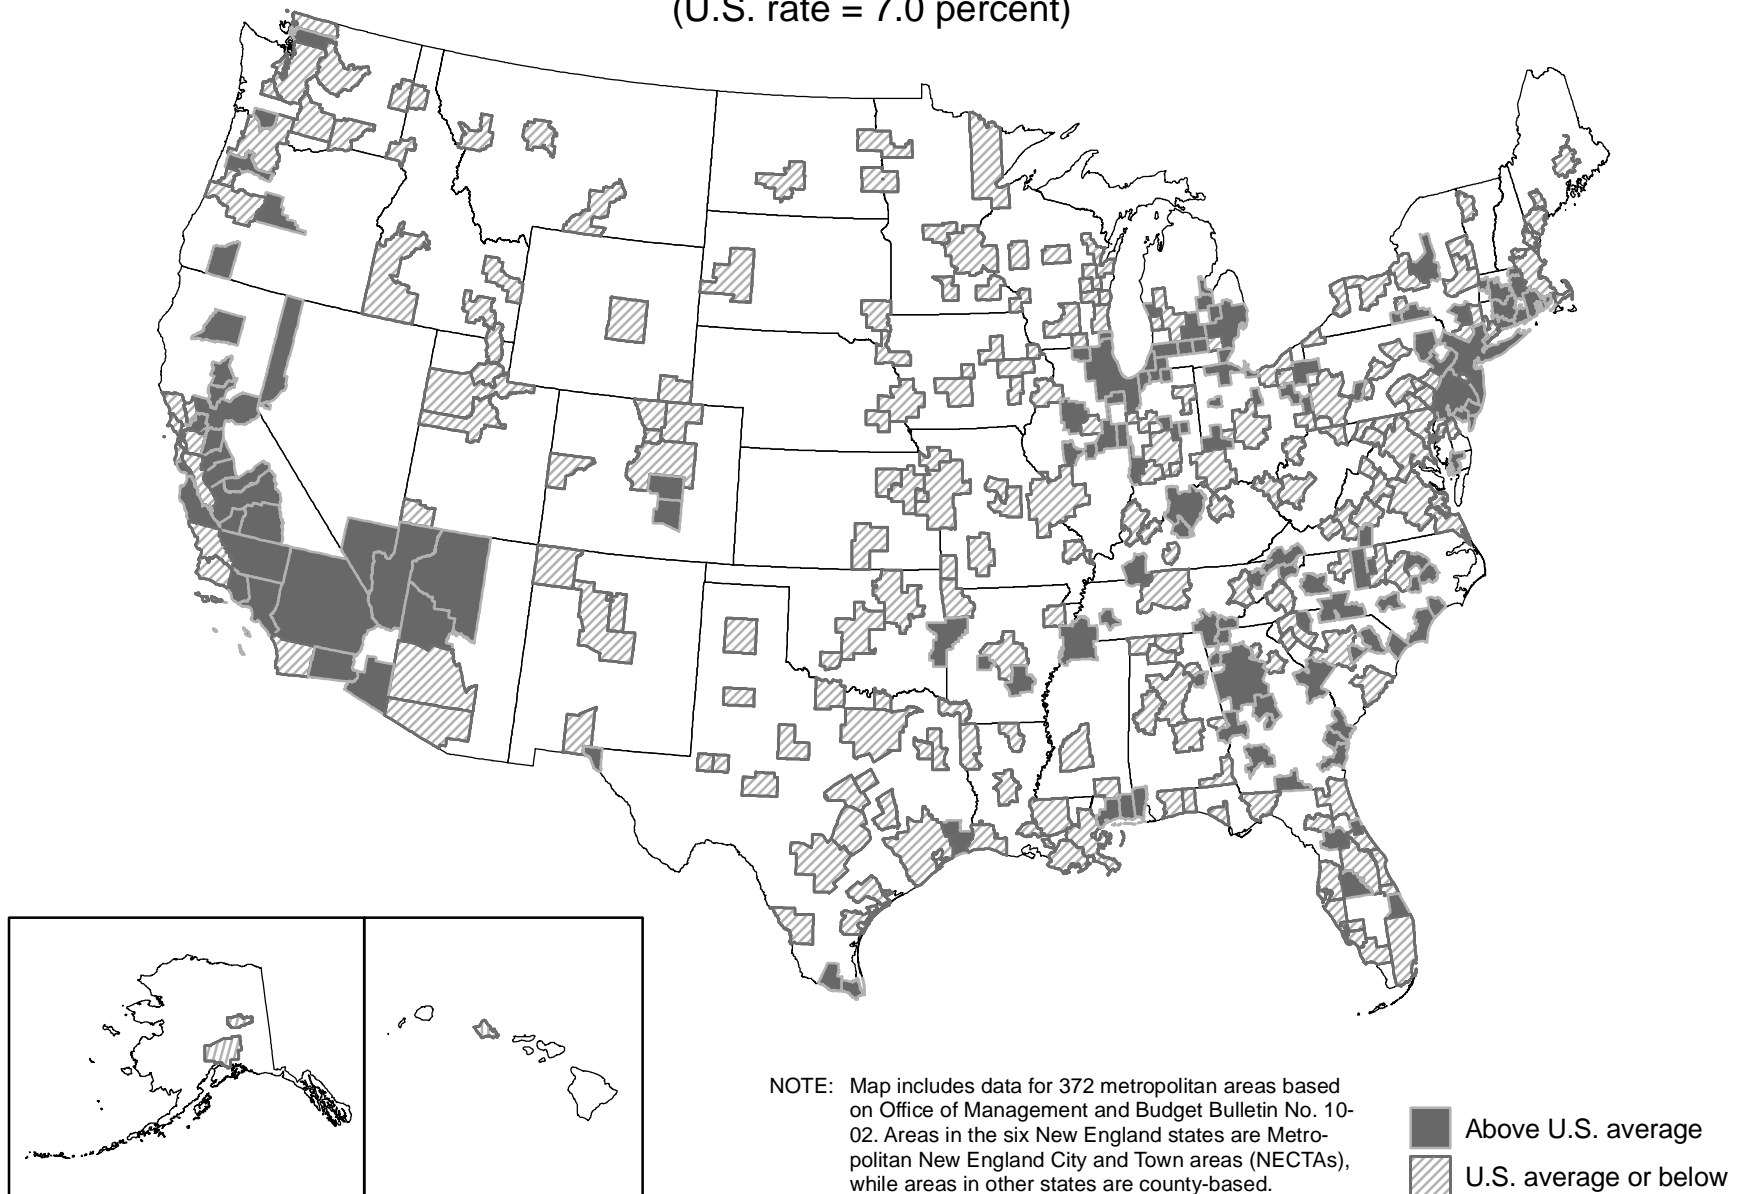 (U.S. rate = 7.0 percent)
NOTE: Map includes data for 372 metropolitan areas based
on Office of Management and Budget Bulletin No. 10-
02. Areas in the six New England states are Metro-
politan New England City and Town areas (NECTAs),
while areas in other states are county-based.
Above U.S. average
U.S. average or below